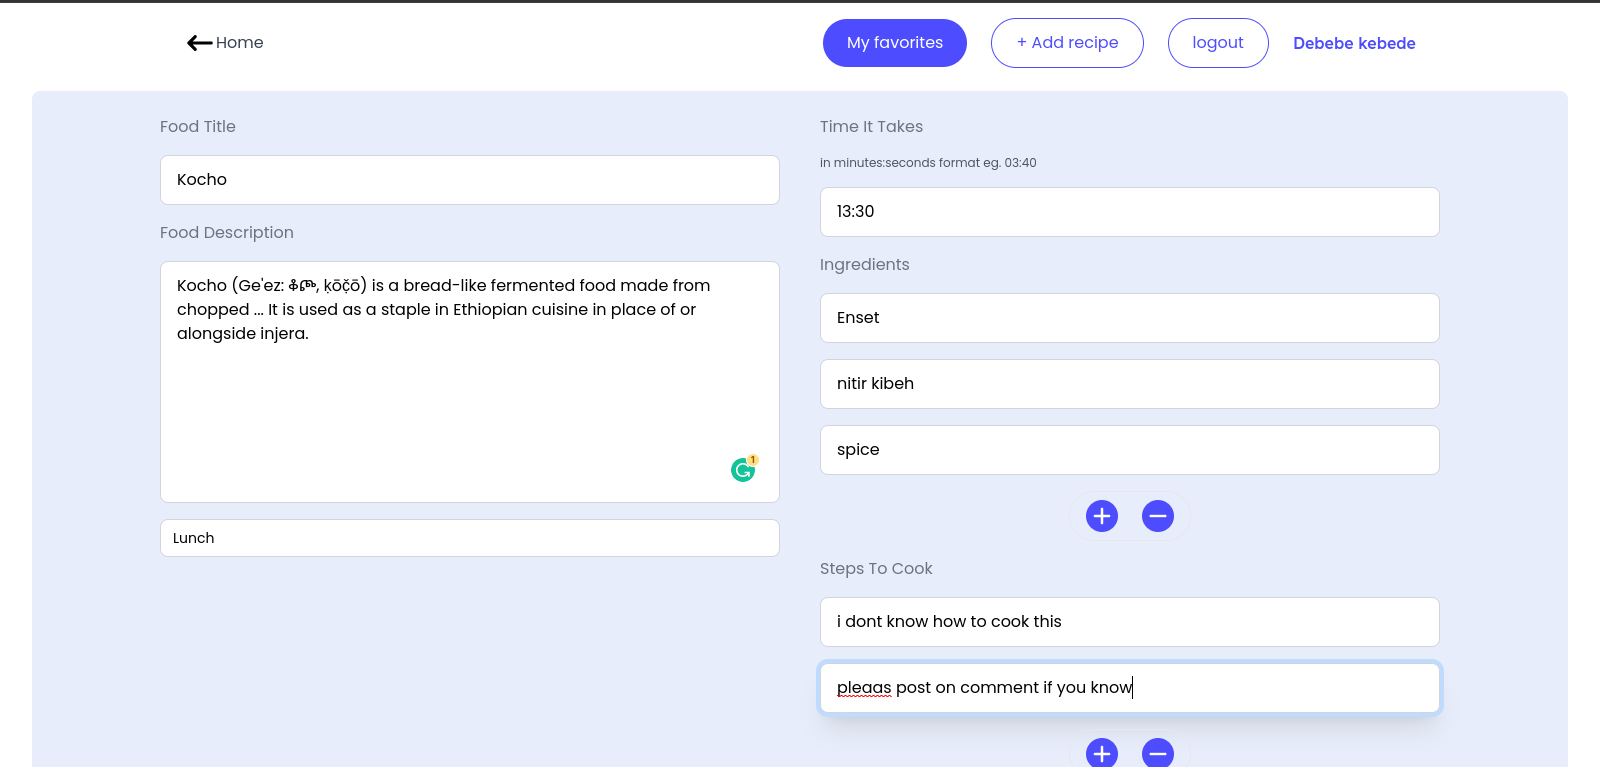 Home
My favorites
+ Add recipe
logout
Debebe kebede
Food Title
Kocho
Food Description
Kocho (Ge'ez: ቆጮ, ḳōč̣ō) is a bread-like fermented food made from
chopped ... It is used as a staple in Ethiopian cuisine in place of or
alongside injera.
1
Lunch
Time It Takes
in minutes:seconds format eg. 03:40
13:30
Ingredients
Enset
nitir kibeh
spice
Steps To Cook
i dont know how to cook this
pleaas post on comment if you know